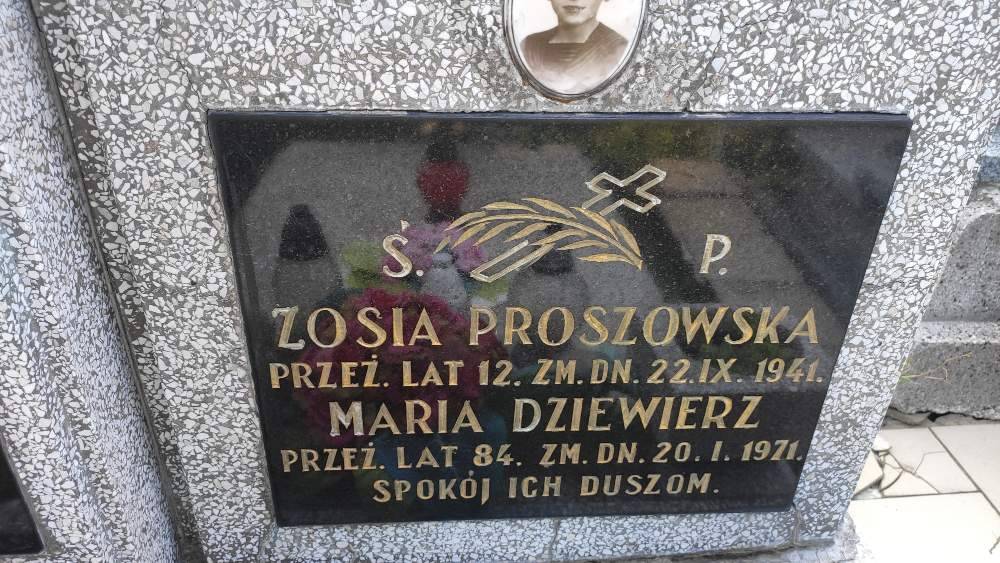 Ś. P.
ZOSIA PROSZOWSKA
PRZEŻ. LAT 12. ZM. DN. 22.IX. 1941.
MARIA DZIEWIERZ
PRZEŻ. LAT 84. ZM. DN. 20. I. 1971.
SPOKÓJ ICH DUSZOM.